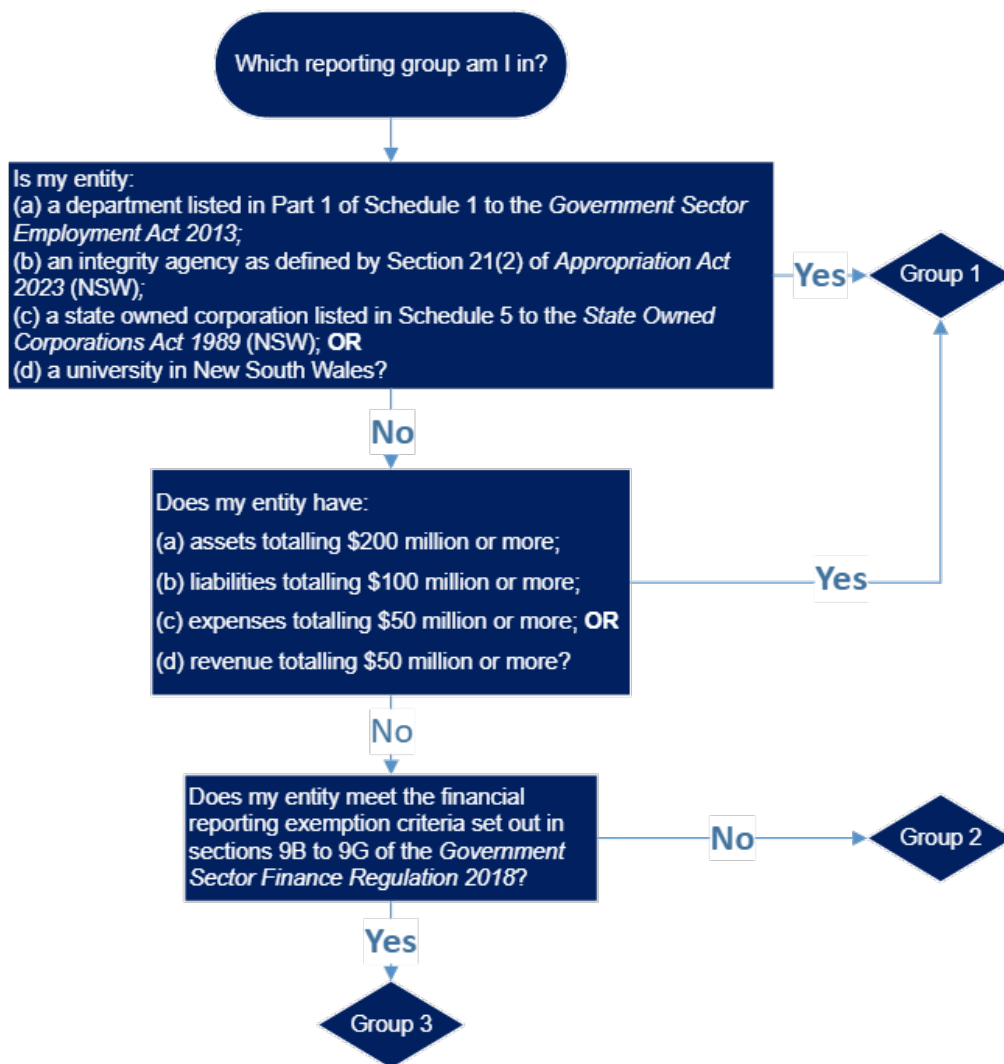 Which reporting group am I in?
Is my entity:
(a) a department listed in Part 1 of Schedule 1 to the Government Sector
Employment Act 2013;
(b) an integrity agency as defined by Section 21(2) of Appropriation Act
2023 (NSW);
(c) a state owned corporation listed in Schedule 5 to the State Owned
Corporations Act 1989 (NSW); OR
(d) a university in New South Wales?
Yes
Group 1
No
Does my entity have:
(a) assets totalling $200 million or more;
(b) liabilities totalling $100 million or more;
(c) expenses totalling $50 million or more; OR
(d) revenue totalling $50 million or more?
Yes
No
Does my entity meet the financial
reporting exemption criteria set out in
sections 9B to 9G of the Government
Sector Finance Regulation 2018?
No
Group 2
Yes
Group 3